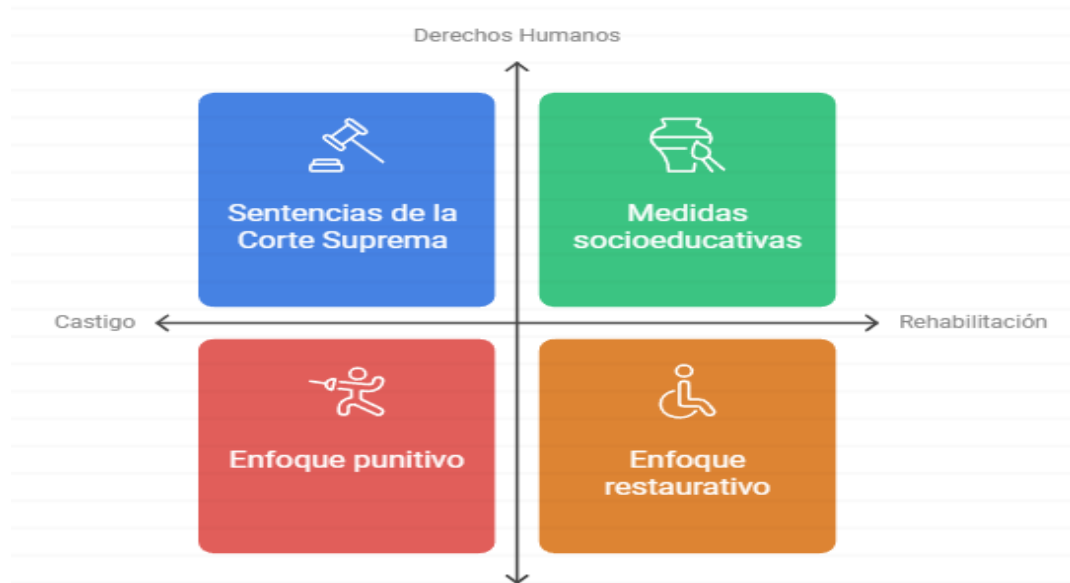 Derechos Humanos
Sentencias de la
Corte Suprema
Medidas
socioeducativas
Castigo
Rehabilitación
Enfoque punitivo
Enfoque
restaurativo